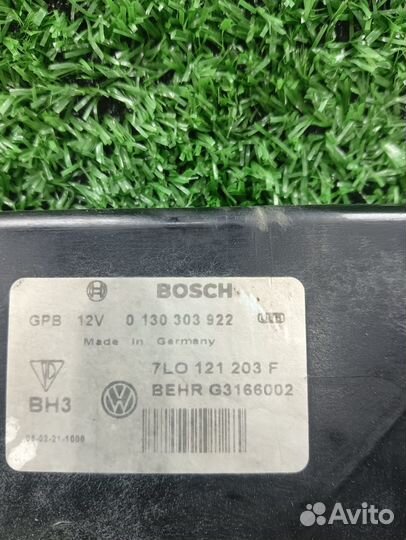 BOSCH
GPB 12V 0 130 303 922
Made in Germany
7LO 121 203 F
BH3 BEHR G3166002
Avito